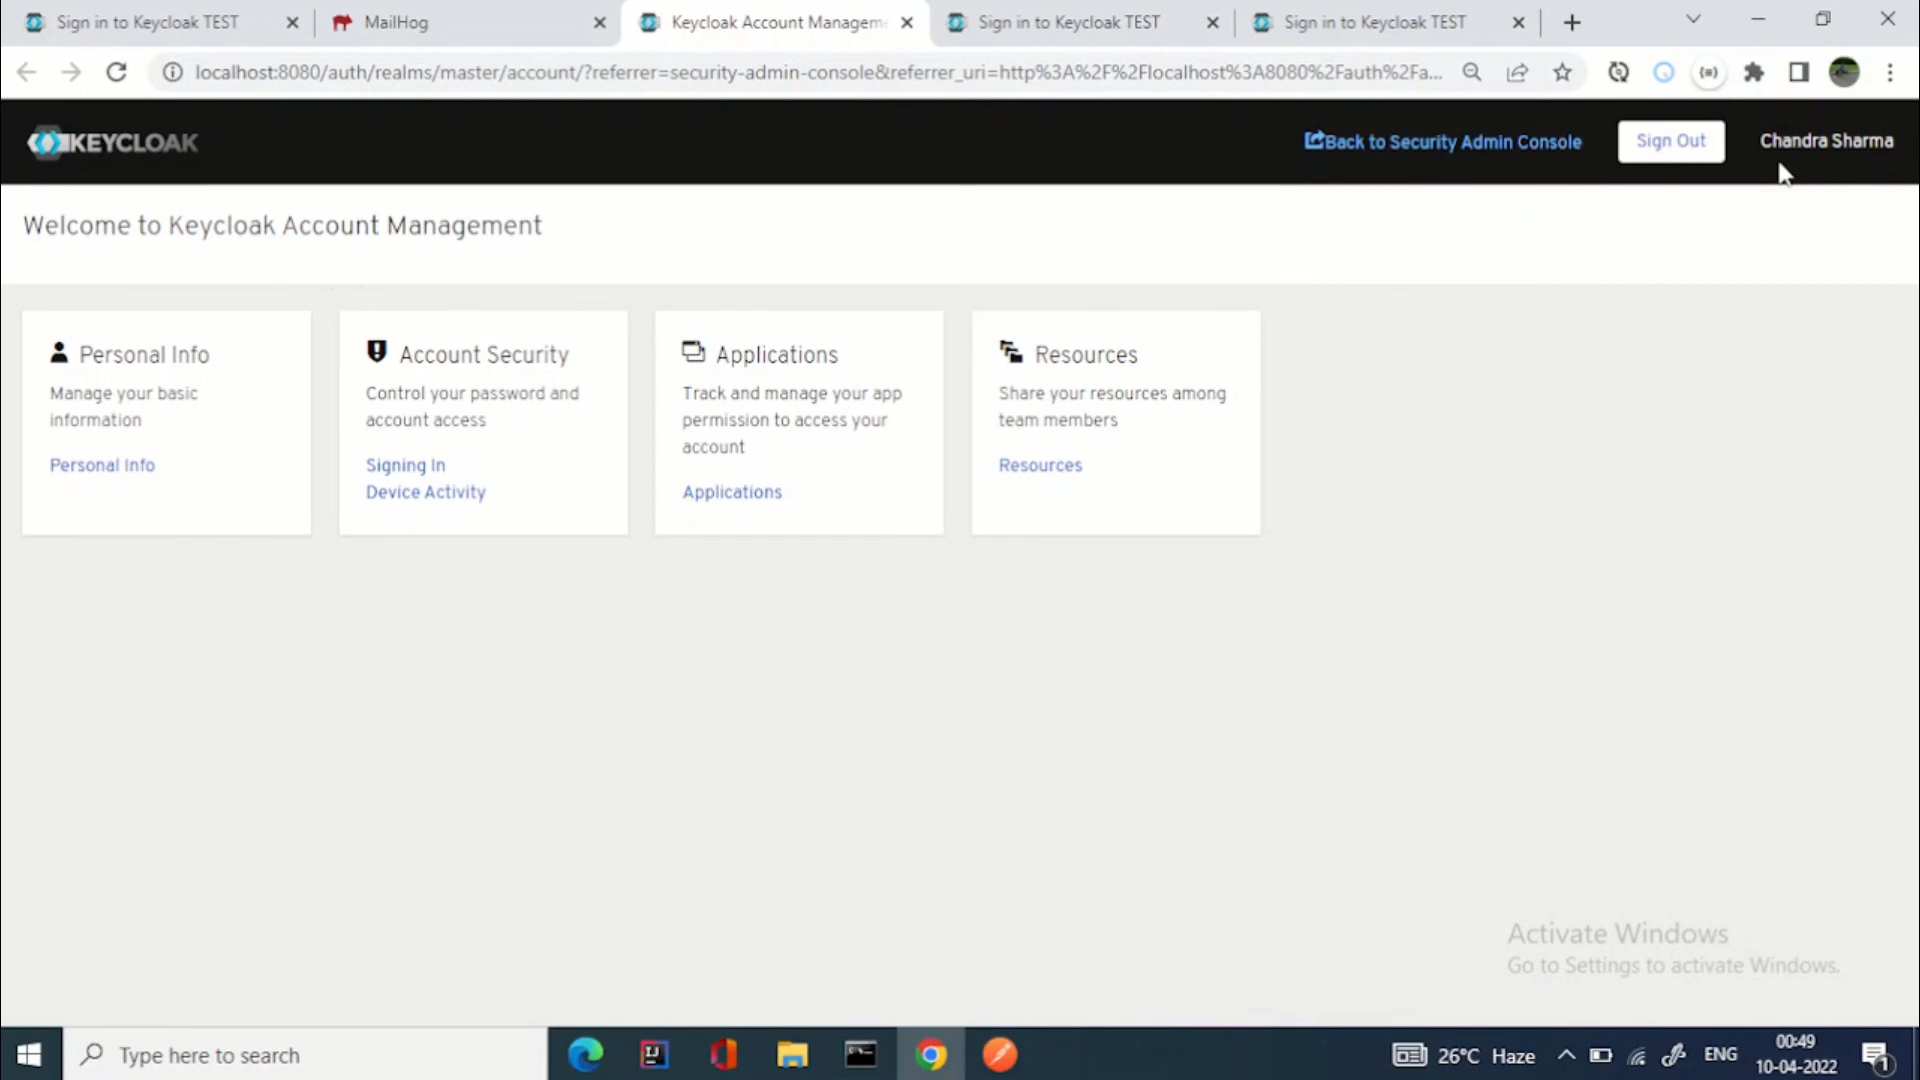 Sign in to Keycloak TEST
MailHog
Keycloak Account Managem
Sign in to Keycloak TEST
Sign in to Keycloak TEST
localhost:8080/auth/realms/master/account/?referrer=security-admin-console&referrer_uri=http%3A%2F%2Flocalhost%3A8080%2Fauth%2Fa...
KEYCLOAK
Back to Security Admin Console
Sign Out
Chandra Sharma
Welcome to Keycloak Account Management
Personal Info
Manage your basic
information
Personal Info
Account Security
Control your password and
account access
Signing In
Device Activity
Applications
Track and manage your app
permission to access your
account
Applications
Resources
Share your resources among
team members
Resources
Activate Windows
Go to Settings to activate Windows.
Type here to search
26°C Haze
ENG
00:49
10-04-2022
1